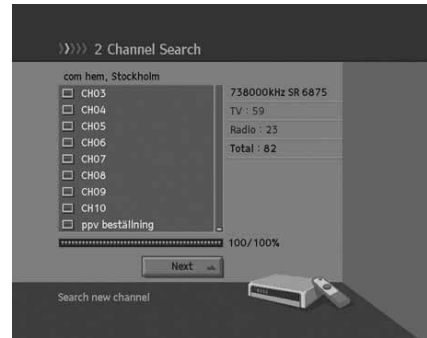 2 Channel Search
com hem, Stockholm
CH03
738000kHz SR 6875
CH04
TV : 59
CH05
Radio : 23
CH06
Total : 82
CH07
CH08
CH09
CH10
ppv beställning
100/100%
Next
Search new channel